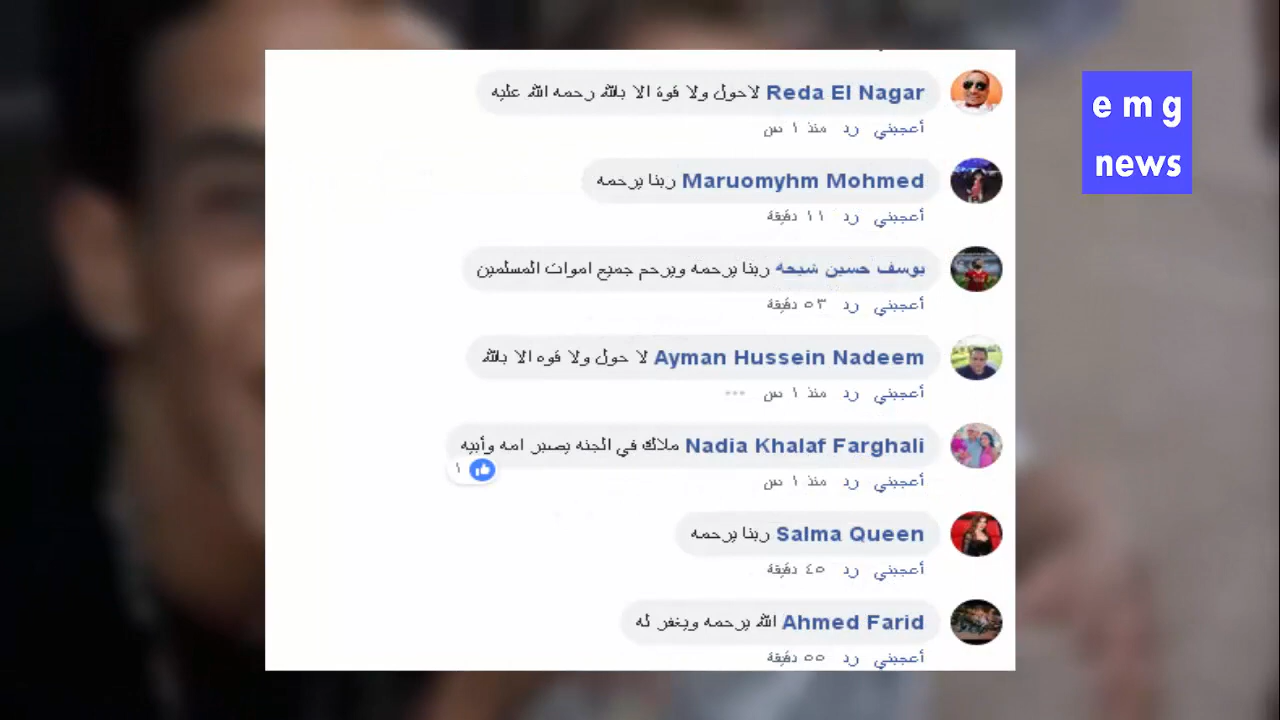 Reda El Nagar لاحول ولا قوة الا بالله رحمه الله عليه
أعجبني رد منذ ١ س
Maruomyhm Mohmed ربنا يرحمه
أعجبني رد ١١ دقيقة
يوسف حسين شيحه ربنا يرحمه ويرحم جميع اموات المسلمين
أعجبني رد ٥٣ دقيقة
Ayman Hussein Nadeem لا حول ولا قوه الا بالله
أعجبني رد منذ ١ س
Nadia Khalaf Farghali ملاك في الجنه يصبر امه وأبيه
١
أعجبني رد منذ ١ س
Salma Queen ربنا يرحمه
أعجبني رد ٤٥ دقيقة
Ahmed Farid الله يرحمه ويغفر له
أعجبني رد ٥٥ دقيقة
emg
news